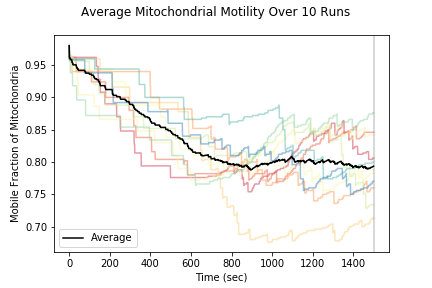 Average Mitochondrial Motility Over 10 Runs
Mobile Fraction of Mitochondria
0.95
0.90
0.85
0.80
0.75
0.70
Average
0 200 400 600 800 1000 1200 1400
Time (sec)